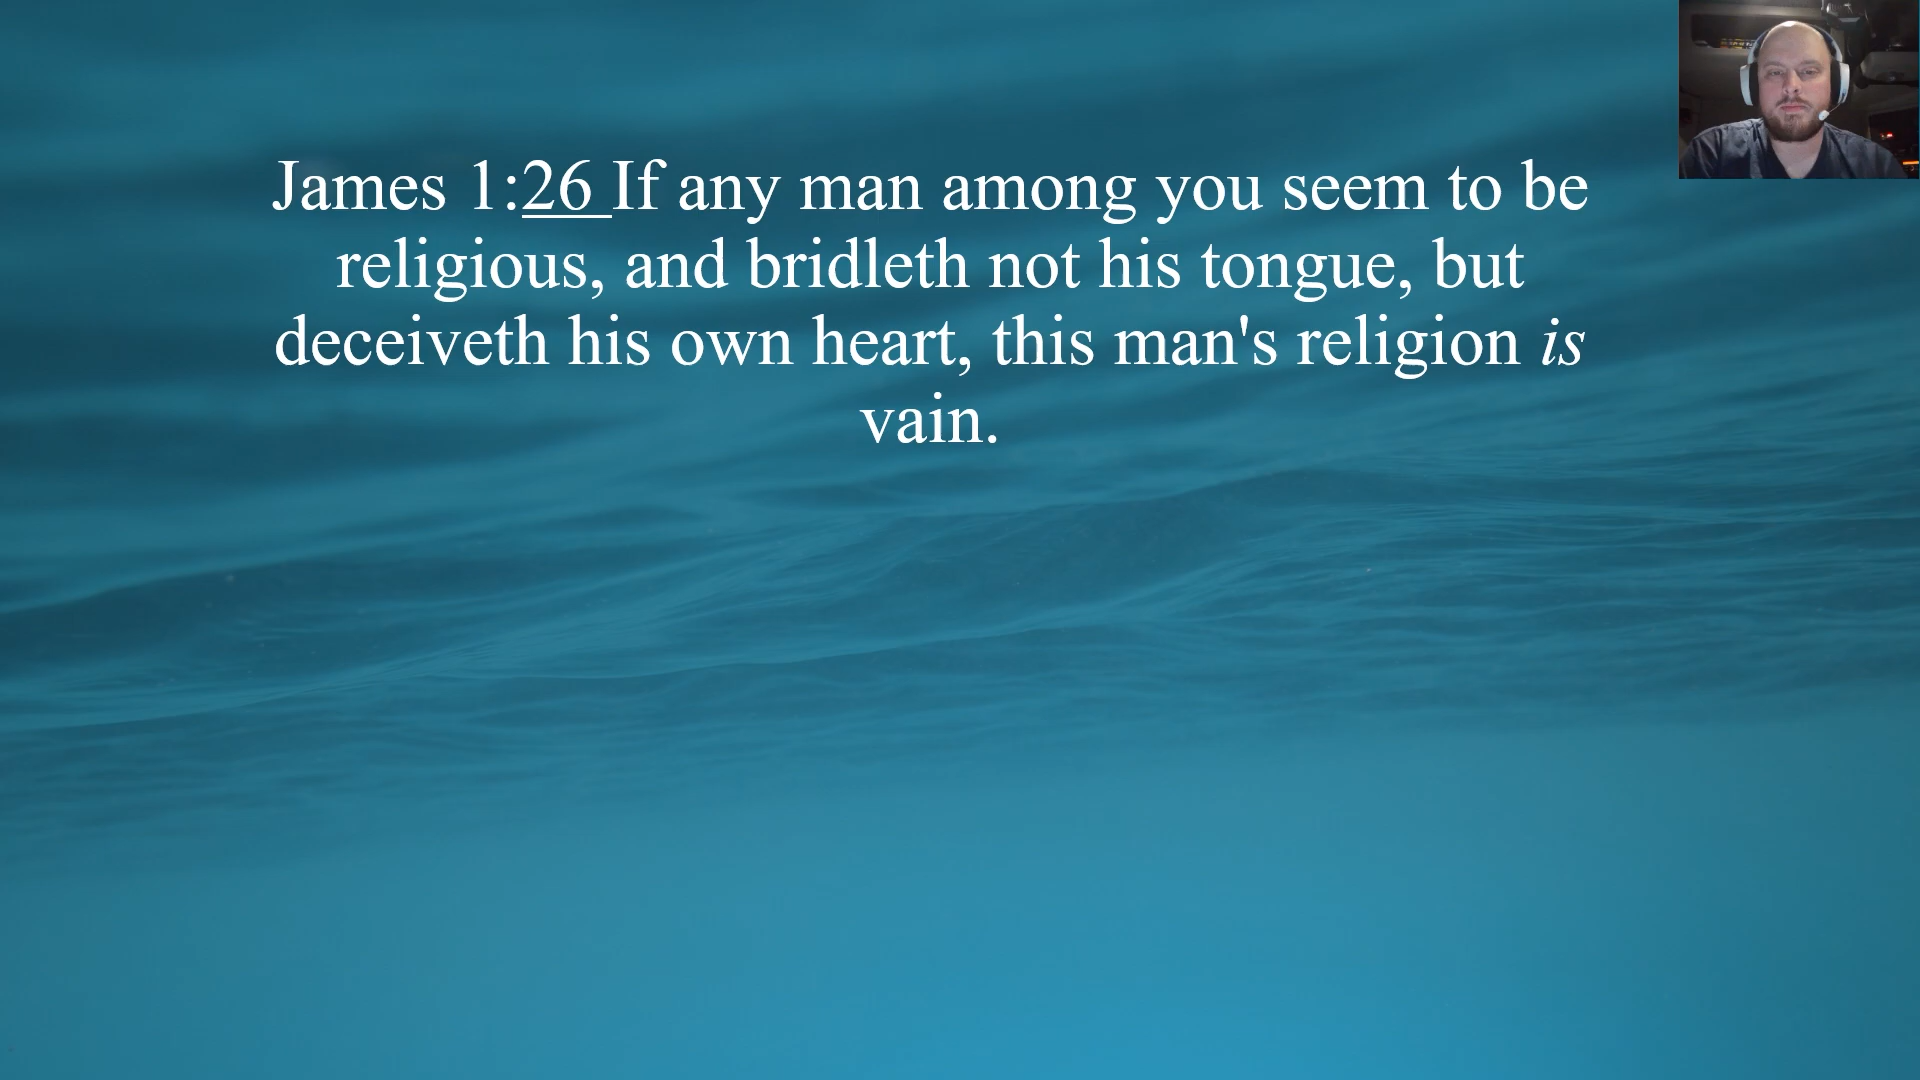 James 1:26 If any man among you seem to be
religious, and bridleth not his tongue, but
deceiveth his own heart, this man's religion is
vain.